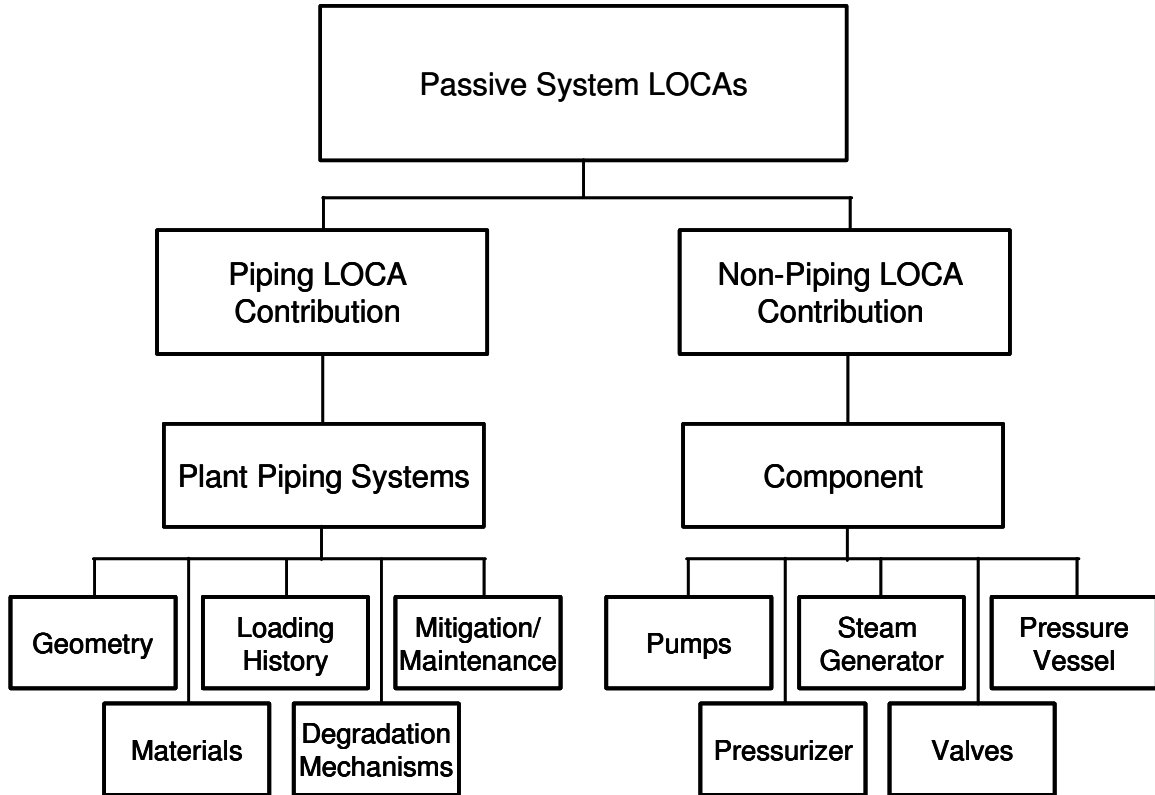 Passive System LOCAs
Piping LOCA
Contribution
Non-Piping LOCA
Contribution
Plant Piping Systems
Component
Geometry
Loading
History
Mitigation/
Maintenance
Pumps
Steam
Generator
Pressure
Vessel
Materials
Degradation
Mechanisms
Pressurizer
Valves